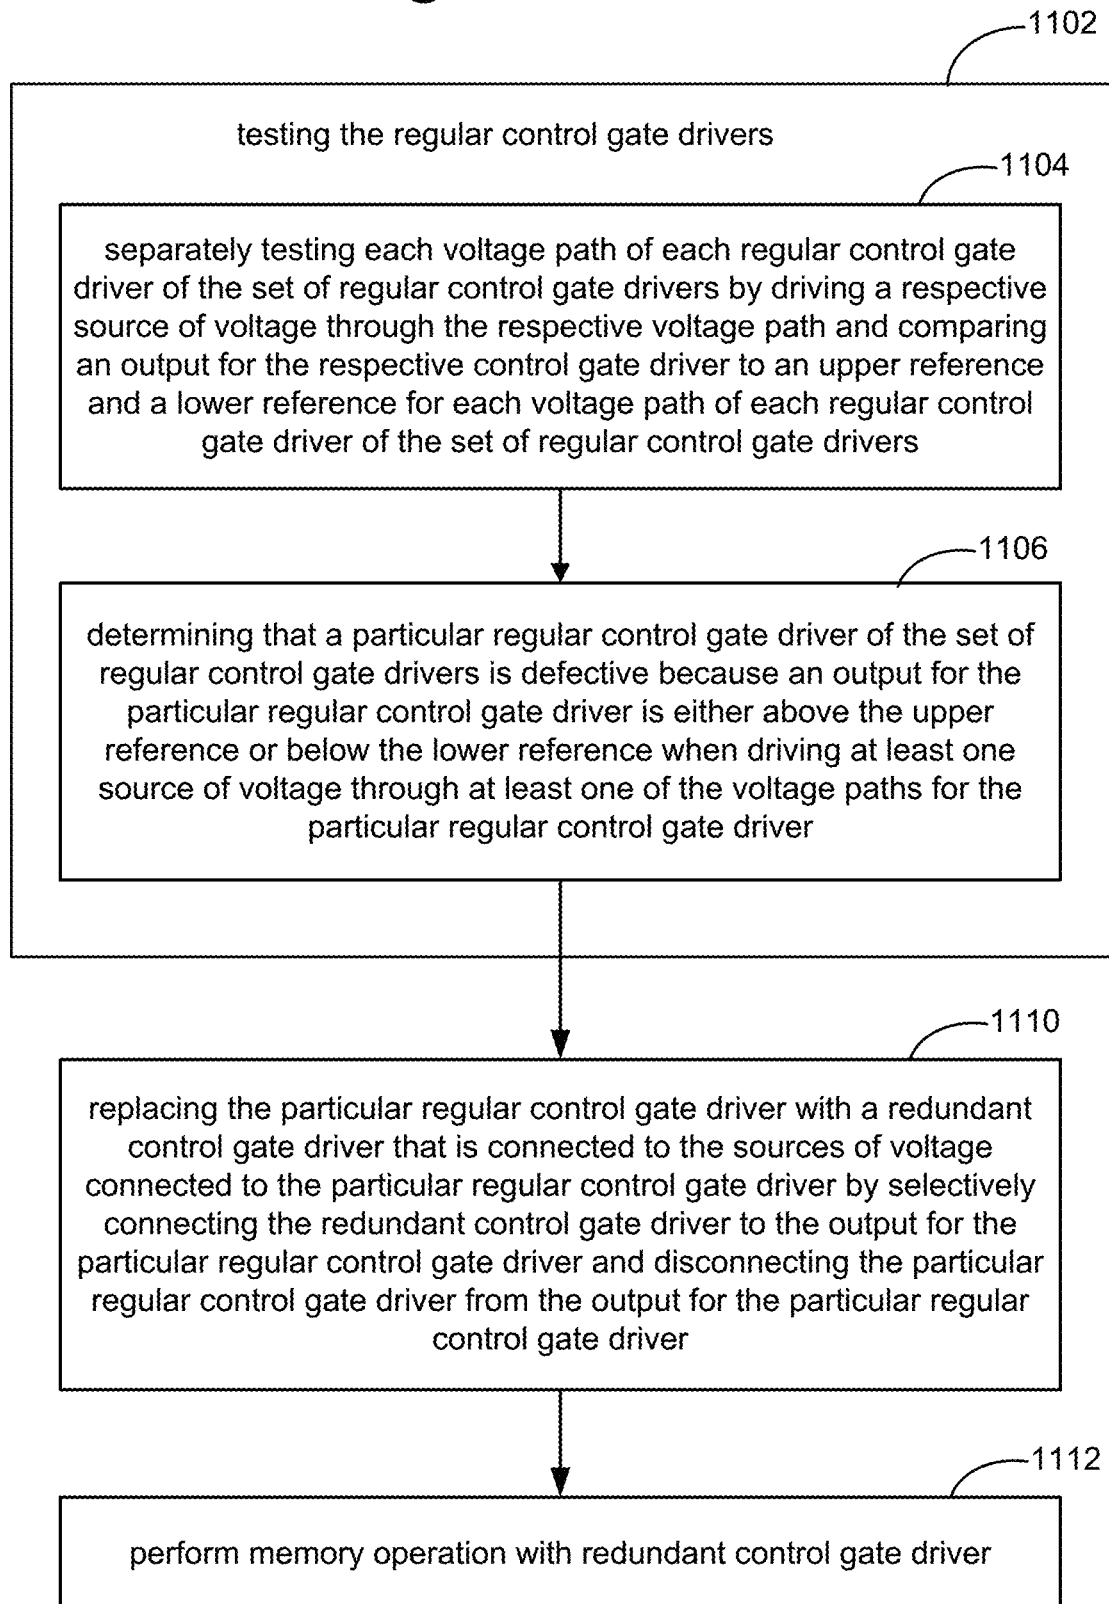 1102
testing the regular control gate drivers
1104
separately testing each voltage path of each regular control gate
driver of the set of regular control gate drivers by driving a respective
source of voltage through the respective voltage path and comparing
an output for the respective control gate driver to an upper reference
and a lower reference for each voltage path of each regular control
gate driver of the set of regular control gate drivers
1106
determining that a particular regular control gate driver of the set of
regular control gate drivers is defective because an output for the
particular regular control gate driver is either above the upper
reference or below the lower reference when driving at least one
source of voltage through at least one of the voltage paths for the
particular regular control gate driver
1110
replacing the particular regular control gate driver with a redundant
control gate driver that is connected to the sources of voltage
connected to the particular regular control gate driver by selectively
connecting the redundant control gate driver to the output for the
particular regular control gate driver and disconnecting the particular
regular control gate driver from the output for the particular regular
control gate driver
1112
perform memory operation with redundant control gate driver